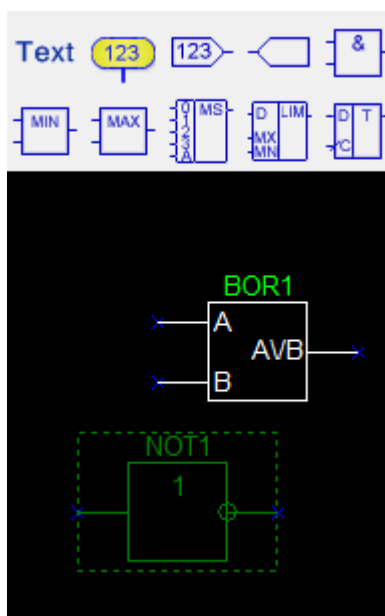 Text 123 123 &
MIN MAX 0 1 2 3 A MS D MX MN LIM D C T
BOR1
A
AVB
B
NOT1
1